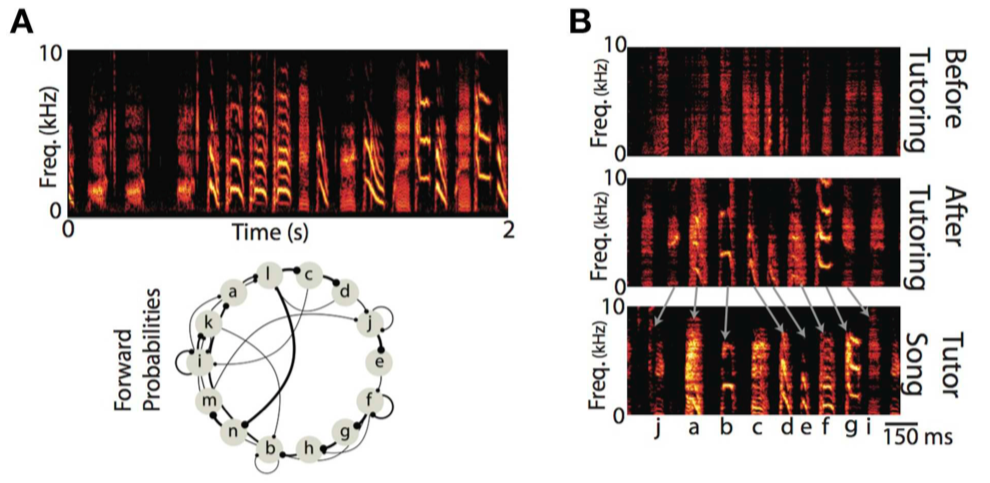 A
10
Freq. (kHz)
0
0
Time (s)
2
Forward
Probabilities
l
c
d
j
e
f
g
h
b
n
m
i
k
a
B
10
Freq. (kHz)
0
Before
Tutoring
10
Freq. (kHz)
0
After
Tutoring
10
Freq. (kHz)
0
Tutor
Song
j a b c d e f g i
150 ms